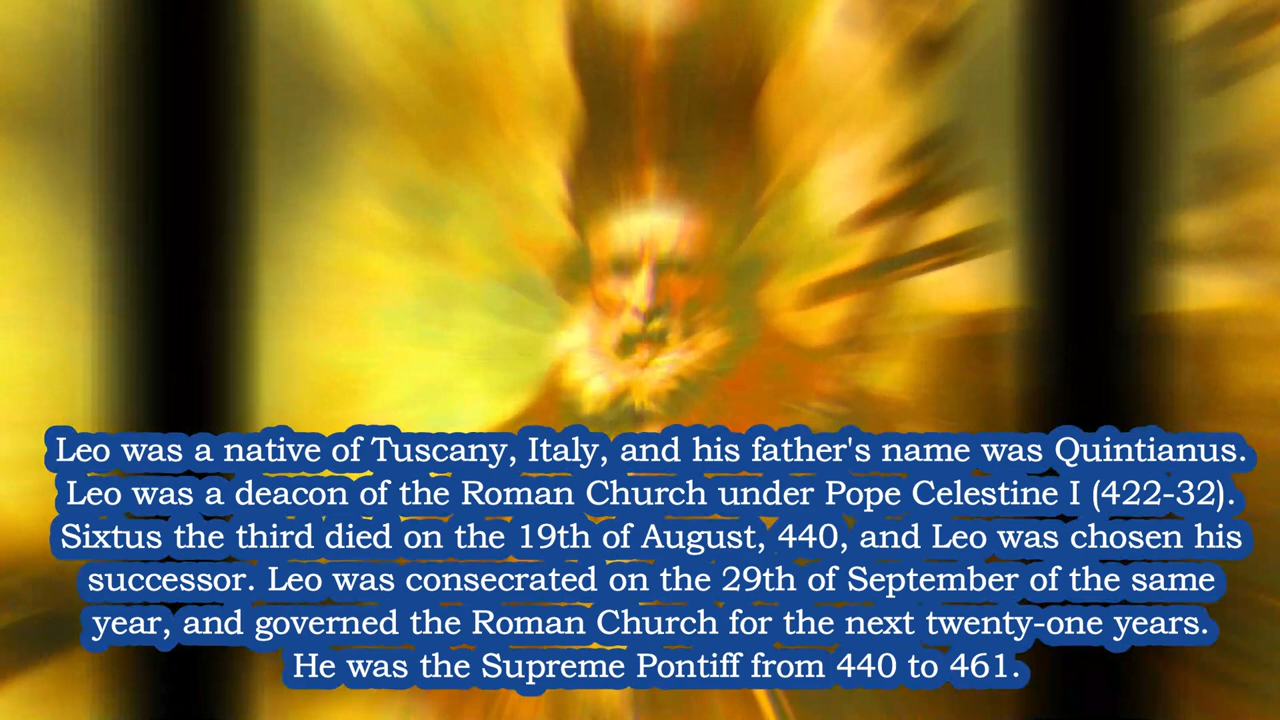 Leo was a native of Tuscany, Italy, and his father's name was Quintianus.
Leo was a deacon of the Roman Church under Pope Celestine I (422-32).
Sixtus the third died on the 19th of August, 440, and Leo was chosen his
successor. Leo was consecrated on the 29th of September of the same
year, and governed the Roman Church for the next twenty-one years.
He was the Supreme Pontiff from 440 to 461.